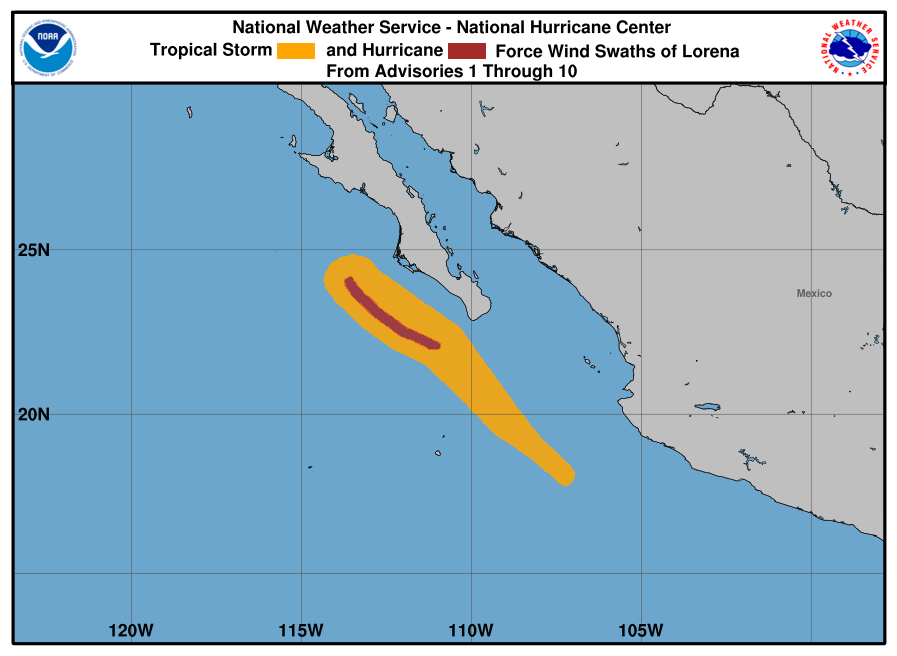 National Weather Service - National Hurricane Center
Tropical Storm and Hurricane Force Wind Swaths of Lorena
From Advisories 1 Through 10
NOAA
NATIONAL WEATHER SERVICE
25N
Mexico
20N
120W 115W 110W 105W